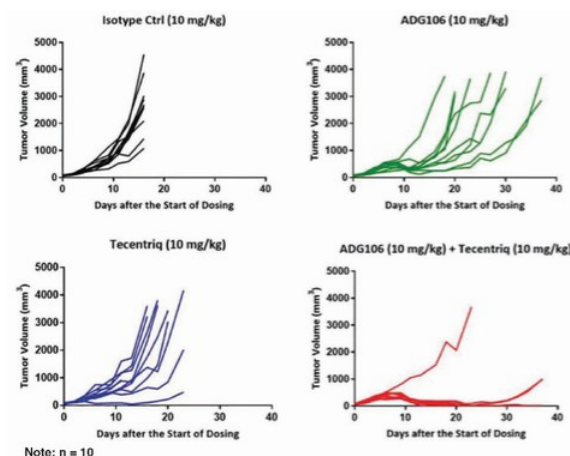 Isotype Ctrl (10 mg/kg)
Tumor Volume (mm³)
5000
4000
3000
2000
1000
0
0 10 20 30 40
Days after the Start of Dosing
ADG106 (10 mg/kg)
Tumor Volume (mm³)
5000
4000
3000
2000
1000
0
0 10 20 30 40
Days after the Start of Dosing
Tecentriq (10 mg/kg)
Tumor Volume (mm³)
5000
4000
3000
2000
1000
0
0 10 20 30 40
Days after the Start of Dosing
ADG106 (10 mg/kg) + Tecentriq (10 mg/kg)
Tumor Volume (mm³)
5000
4000
3000
2000
1000
0
0 10 20 30 40
Days after the Start of Dosing
Note: n = 10